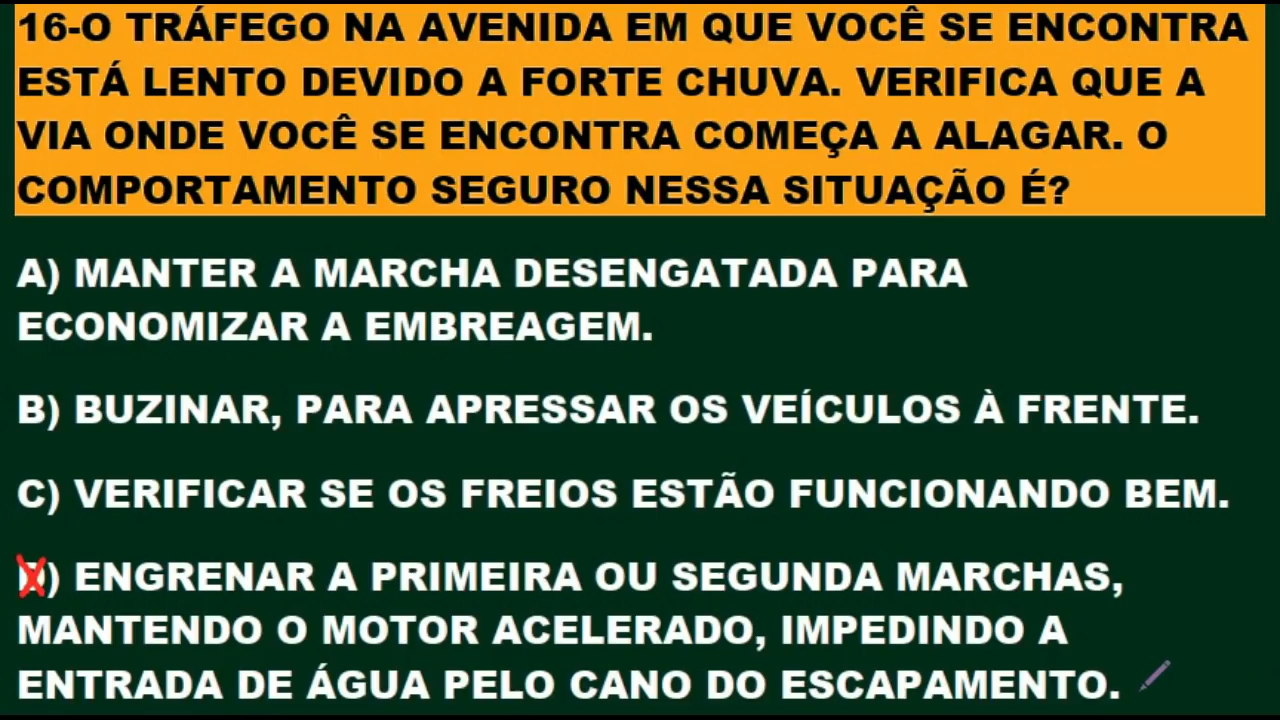 16-O TRÁFEGO NA AVENIDA EM QUE VOCÊ SE ENCONTRA
ESTÁ LENTO DEVIDO A FORTE CHUVA. VERIFICA QUE A
VIA ONDE VOCÊ SE ENCONTRA COMEÇA A ALAGAR. O
COMPORTAMENTO SEGURO NESSA SITUAÇÃO É?
A) MANTER A MARCHA DESENGATADA PARA
ECONOMIZAR A EMBREAGEM.
B) BUZINAR, PARA APRESSAR OS VEÍCULOS À FRENTE.
C) VERIFICAR SE OS FREIOS ESTÃO FUNCIONANDO BEM.
D) ENGRENAR A PRIMEIRA OU SEGUNDA MARCHAS,
MANTENDO O MOTOR ACELERADO, IMPEDINDO A
ENTRADA DE ÁGUA PELO CANO DO ESCAPAMENTO.